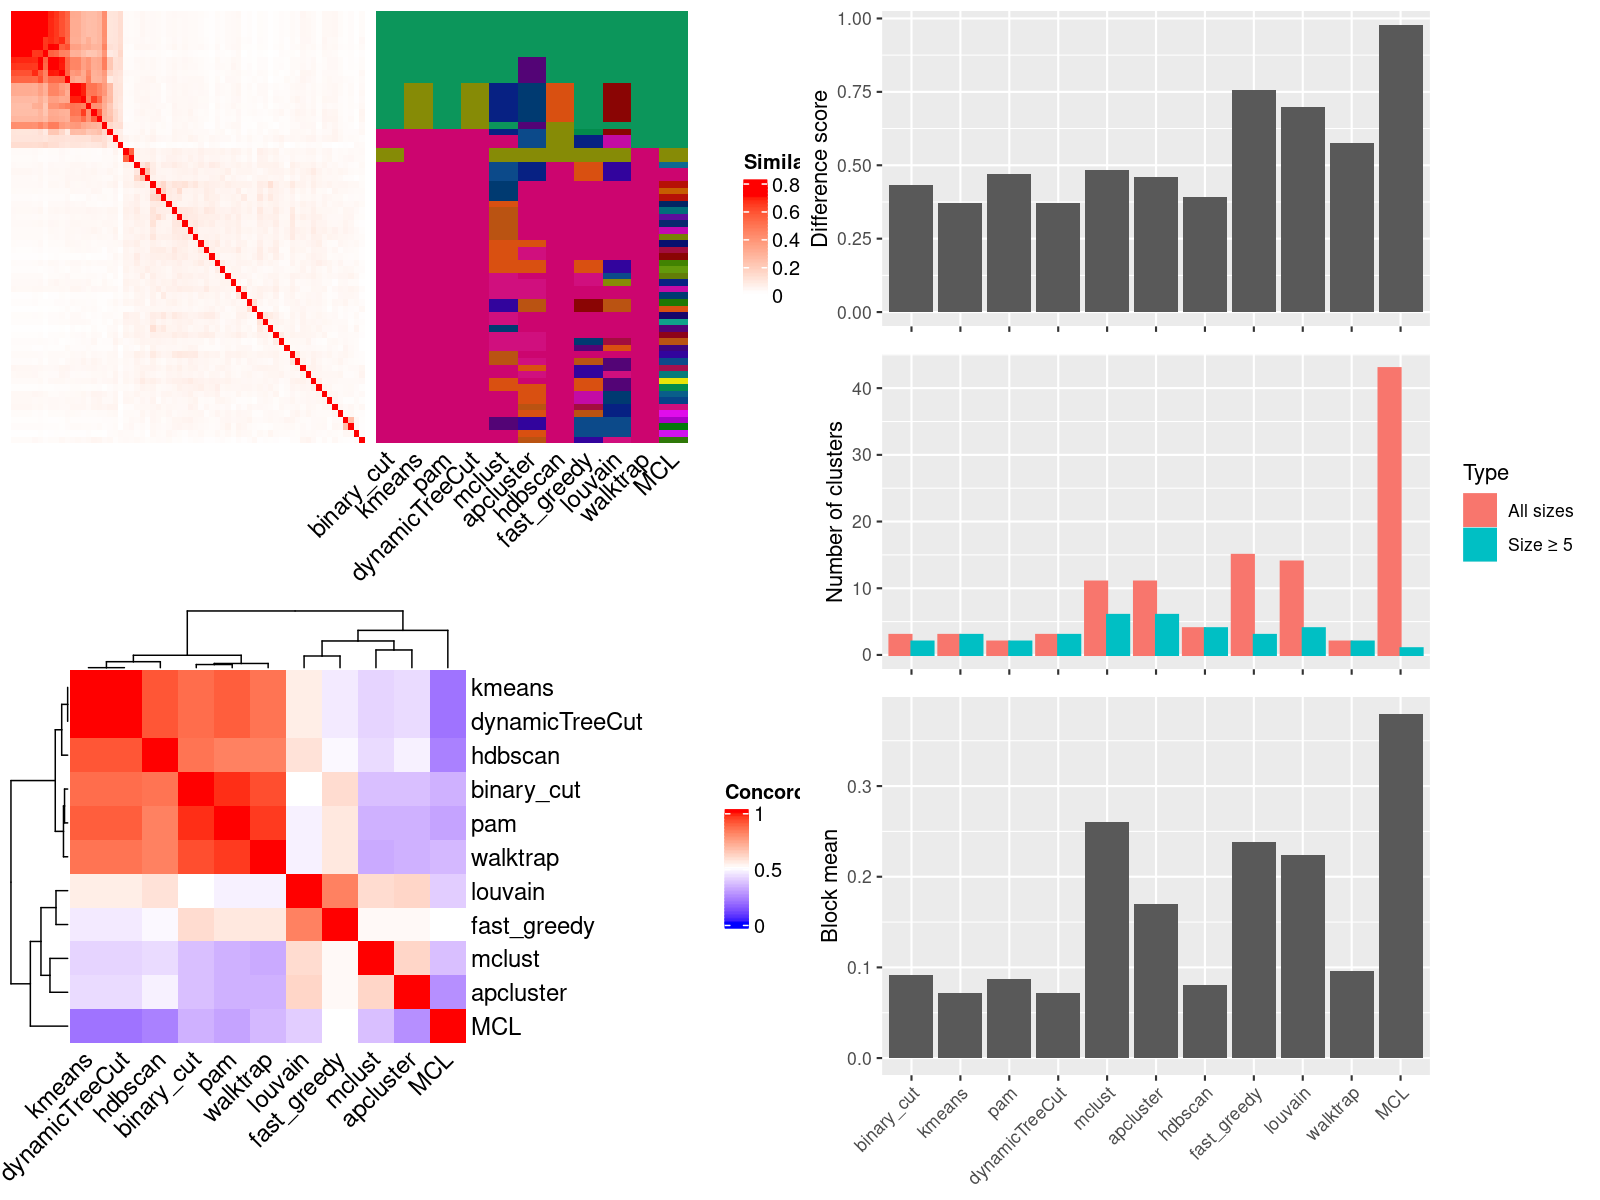 Simila
0.8
0.6
0.4
0.2
0
binary_cut
kmeans
pam
dynamicTreeCut
mclust
apcluster
hdbscan
fast_greedy
louvain
walktrap
MCL
Difference score
1.00
0.75
0.50
0.25
0.00
Number of clusters
40
30
20
10
0
Type
All sizes
Size ≥ 5
kmeans
dynamicTreeCut
hdbscan
binary_cut
pam
walktrap
louvain
fast_greedy
mclust
apcluster
MCL
kmeans
dynamicTreeCut
hdbscan
binary_cut
pam
walktrap
louvain
fast_greedy
mclust
apcluster
MCL
Concord
1
0.5
0
Block mean
0.3
0.2
0.1
0.0
binary_cut
kmeans
pam
dynamicTreeCut
mclust
apcluster
hdbscan
fast_greedy
louvain
walktrap
MCL